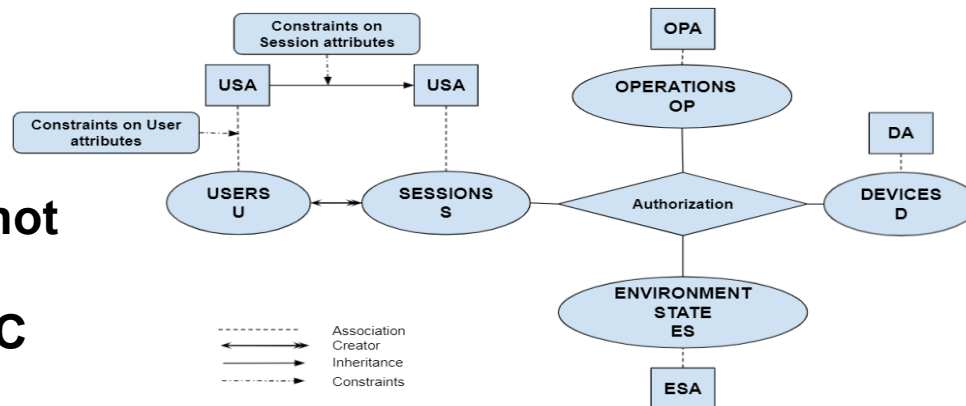 Constraints on
Session attributes
OPA
USA
USA
OPERATIONS
OP
Constraints on User
attributes
DA
USERS
U
SESSIONS
S
Authorization
DEVICES
D
not
ENVIRONMENT
STATE
ES
C
Association
Creator
Inheritance
Constraints
ESA